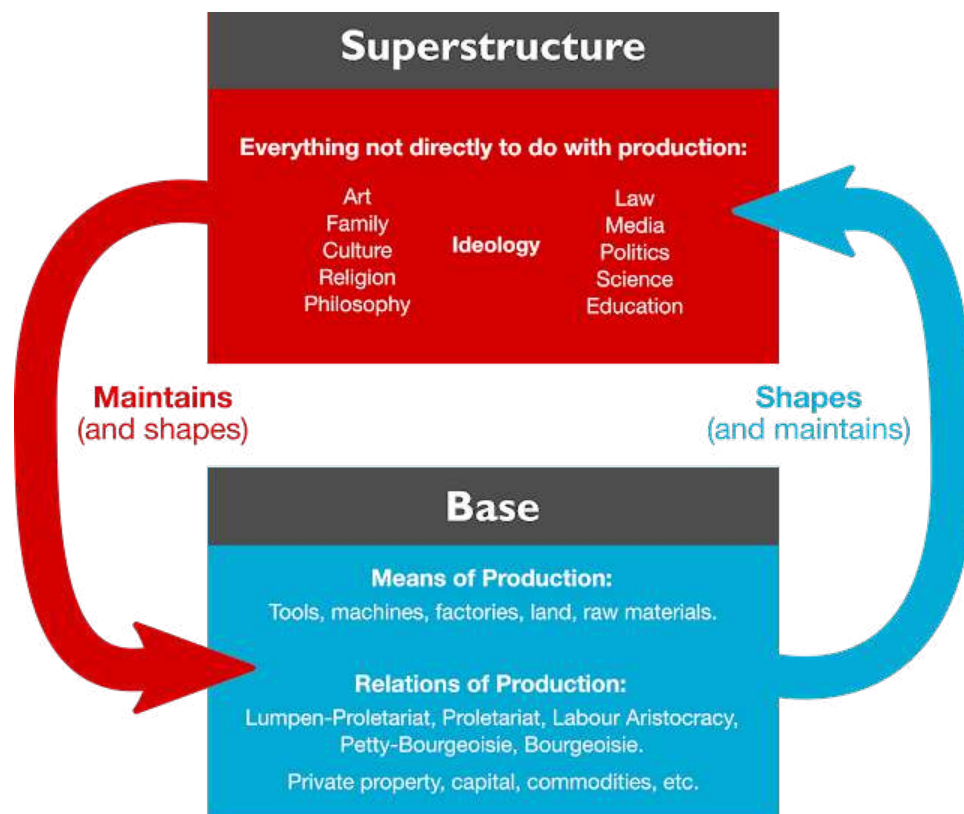 Superstructure
Everything not directly to do with production:
Art
Family
Culture
Religion
Philosophy
Ideology
Law
Media
Politics
Science
Education
Maintains
(and shapes)
Shapes
(and maintains)
Base
Means of Production:
Tools, machines, factories, land, raw materials.
Relations of Production:
Lumpen-Proletariat, Proletariat, Labour Aristocracy,
Petty-Bourgeoisie, Bourgeoisie.
Private property, capital, commodities, etc.